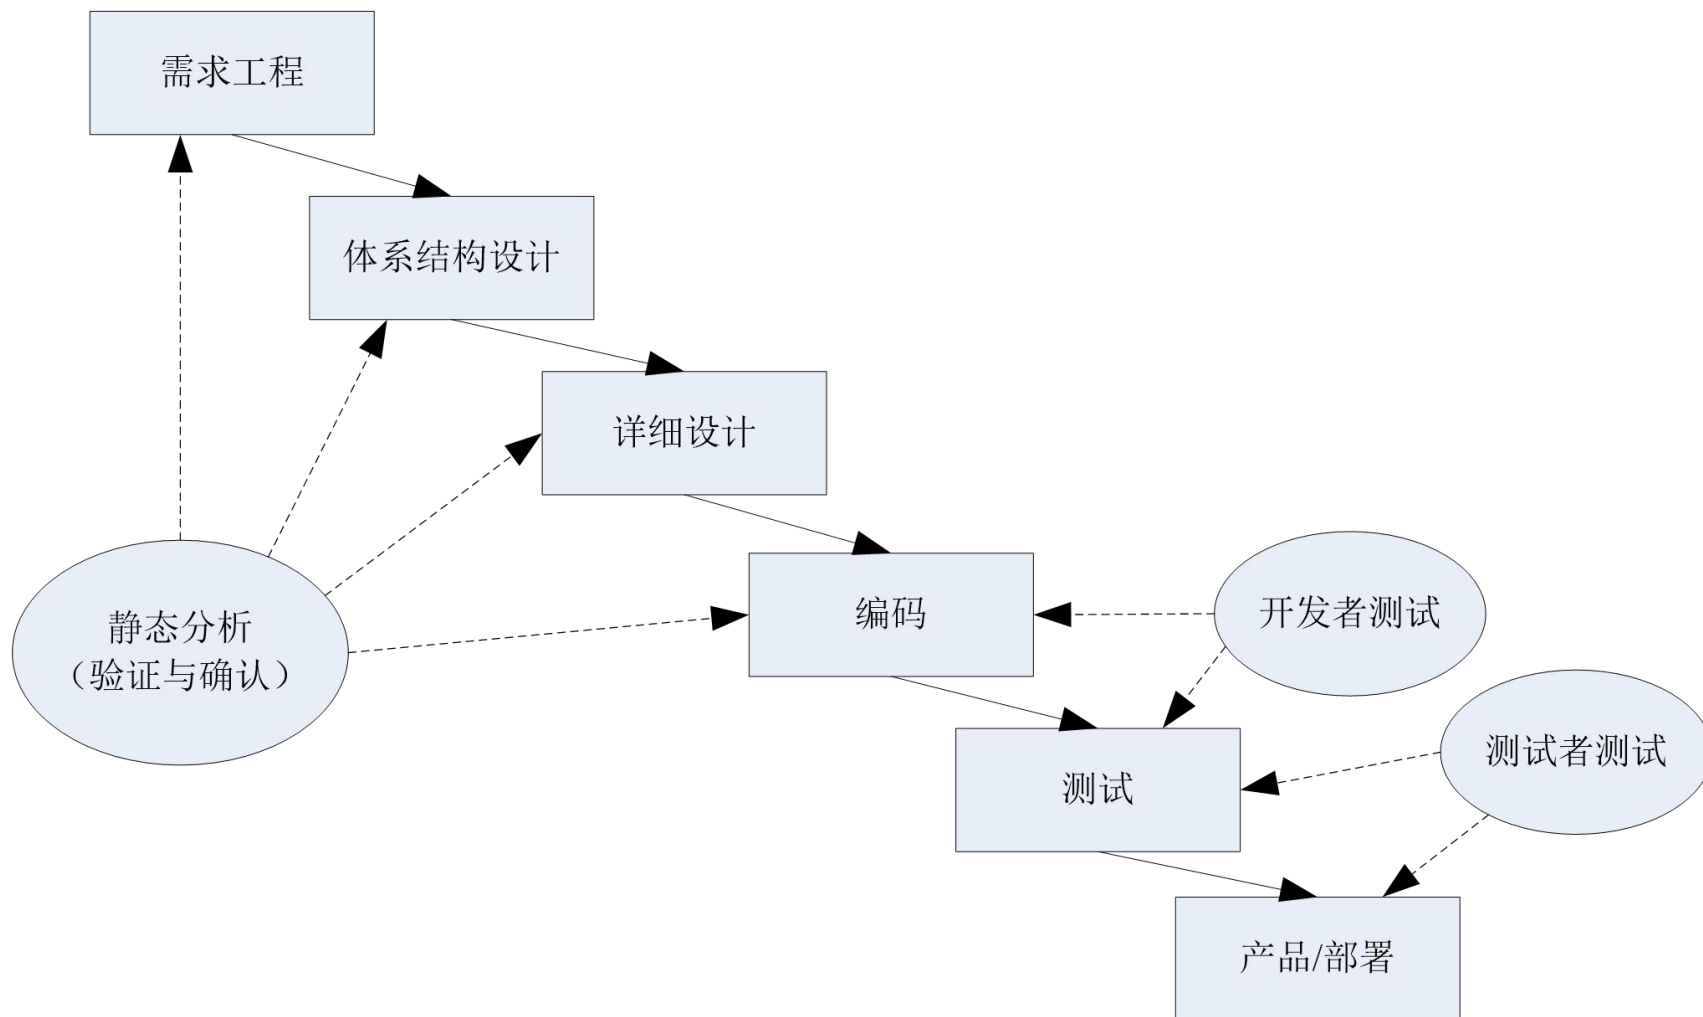 需求工程
体系结构设计
详细设计
编码
开发者测试
静态分析
（验证与确认）
测试者测试
测试
产品/部署